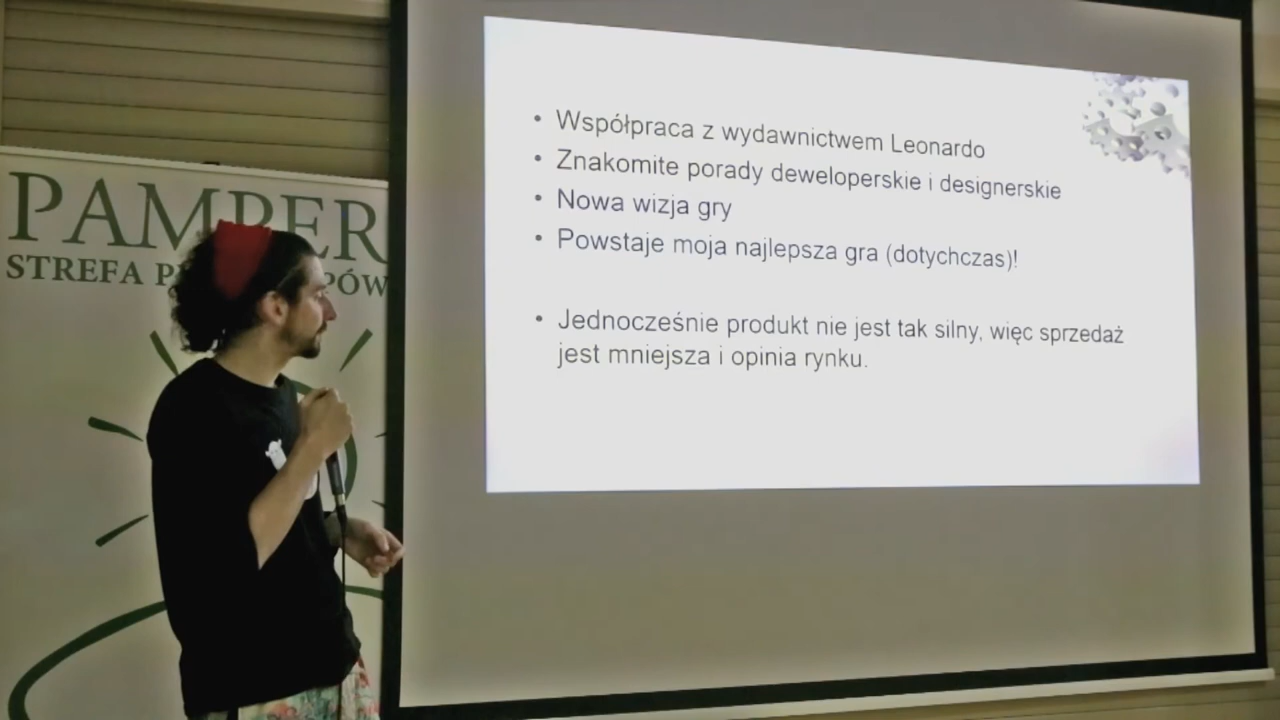 PAMPER
STREFA P PÓW
• Współpraca z wydawnictwem Leonardo
• Znakomite porady deweloperskie i designerskie
• Nowa wizja gry
• Powstaje moja najlepsza gra (dotychczas)!
• Jednocześnie produkt nie jest tak silny, więc sprzedaż
jest mniejsza i opinia rynku.